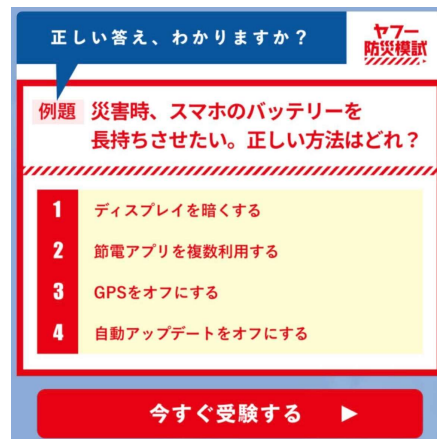 正しい答え、わかりますか？
ヤフー
防災模試
例題 災害時、スマホのバッテリーを
長持ちさせたい。正しい方法はどれ？
1 ディスプレイを暗くする
2 節電アプリを複数利用する
3 GPSをオフにする
4 自動アップデートをオフにする
今すぐ受験する ▶